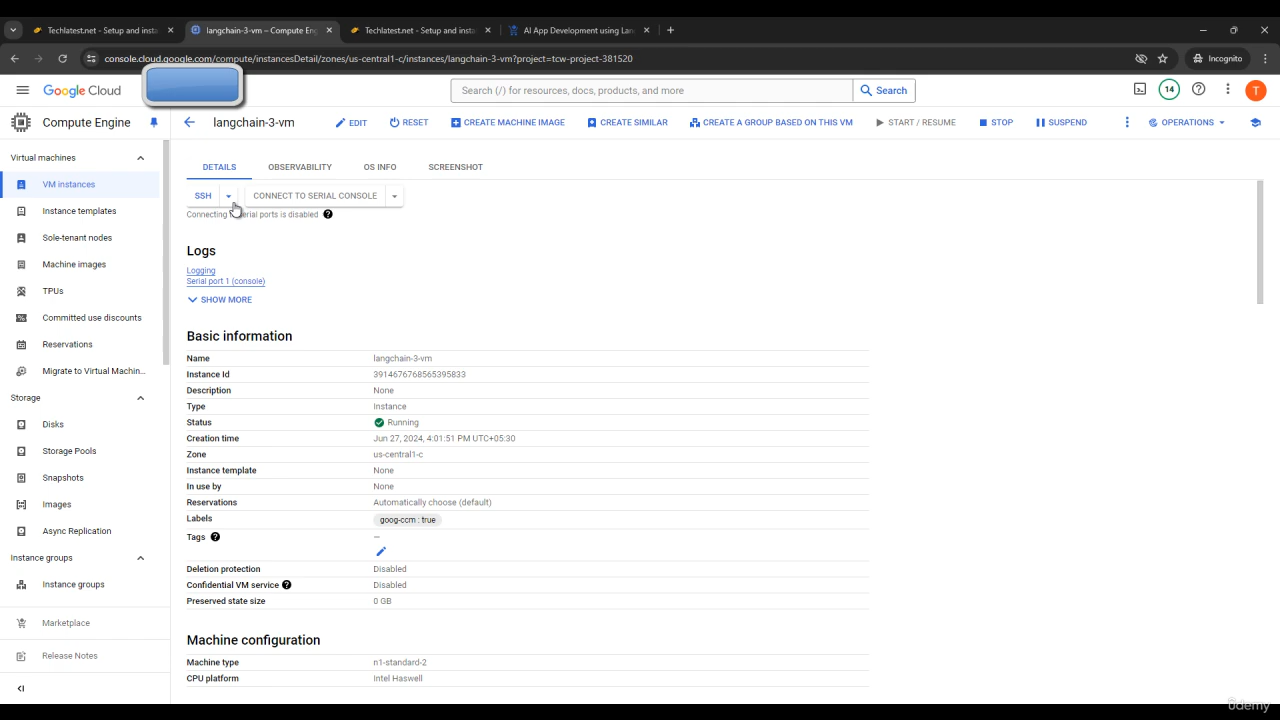 Techlatest.net - Setup and insta
langchain-3-vm – Compute Eng
Techlatest.net - Setup and insta
AI App Development using Lan
console.cloud.google.com/compute/instancesDetail/zones/us-central1-c/instances/langchain-3-vm?project=tcw-project-381520
Incognito
Google Cloud
Search (/) for resources, docs, products, and more
Search
14
T
Compute Engine
langchain-3-vm
EDIT
RESET
CREATE MACHINE IMAGE
CREATE SIMILAR
CREATE A GROUP BASED ON THIS VM
START / RESUME
STOP
SUSPEND
OPERATIONS
Virtual machines
VM instances
Instance templates
Sole-tenant nodes
Machine images
TPUs
Committed use discounts
Reservations
Migrate to Virtual Machin...
Storage
Disks
Storage Pools
Snapshots
Images
Async Replication
Instance groups
Instance groups
Marketplace
Release Notes
DETAILS
OBSERVABILITY
OS INFO
SCREENSHOT
SSH
CONNECT TO SERIAL CONSOLE
Connecting serial ports is disabled
Logs
Logging
Serial port 1 (console)
SHOW MORE
Basic information
Name langchain-3-vm
Instance Id 3914676768565395833
Description None
Type Instance
Status Running
Creation time Jun 27, 2024, 4:01:51 PM UTC+05:30
Zone us-central1-c
Instance template None
In use by None
Reservations Automatically choose (default)
Labels goog-ccm : true
Tags —
Deletion protection Disabled
Confidential VM service Disabled
Preserved state size 0 GB
Machine configuration
Machine type n1-standard-2
CPU platform Intel Haswell
ûdemy